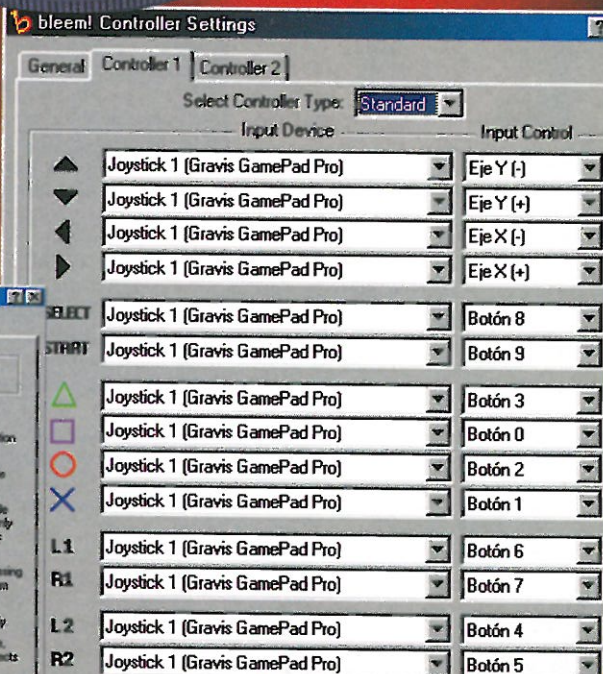 bleem! Controller Settings
General Controller 1 Controller 2
Select Controller Type: Standard
Input Device Input Control
Joystick 1 (Gravis GamePad Pro) Eje Y (-)
Joystick 1 (Gravis GamePad Pro) Eje Y (+)
Joystick 1 (Gravis GamePad Pro) Eje X (-)
Joystick 1 (Gravis GamePad Pro) Eje X (+)
SELECT Joystick 1 (Gravis GamePad Pro) Botón 8
START Joystick 1 (Gravis GamePad Pro) Botón 9
Joystick 1 (Gravis GamePad Pro) Botón 3
Joystick 1 (Gravis GamePad Pro) Botón 0
Joystick 1 (Gravis GamePad Pro) Botón 2
Joystick 1 (Gravis GamePad Pro) Botón 1
L1 Joystick 1 (Gravis GamePad Pro) Botón 6
R1 Joystick 1 (Gravis GamePad Pro) Botón 7
L2 Joystick 1 (Gravis GamePad Pro) Botón 4
R2 Joystick 1 (Gravis GamePad Pro) Botón 5